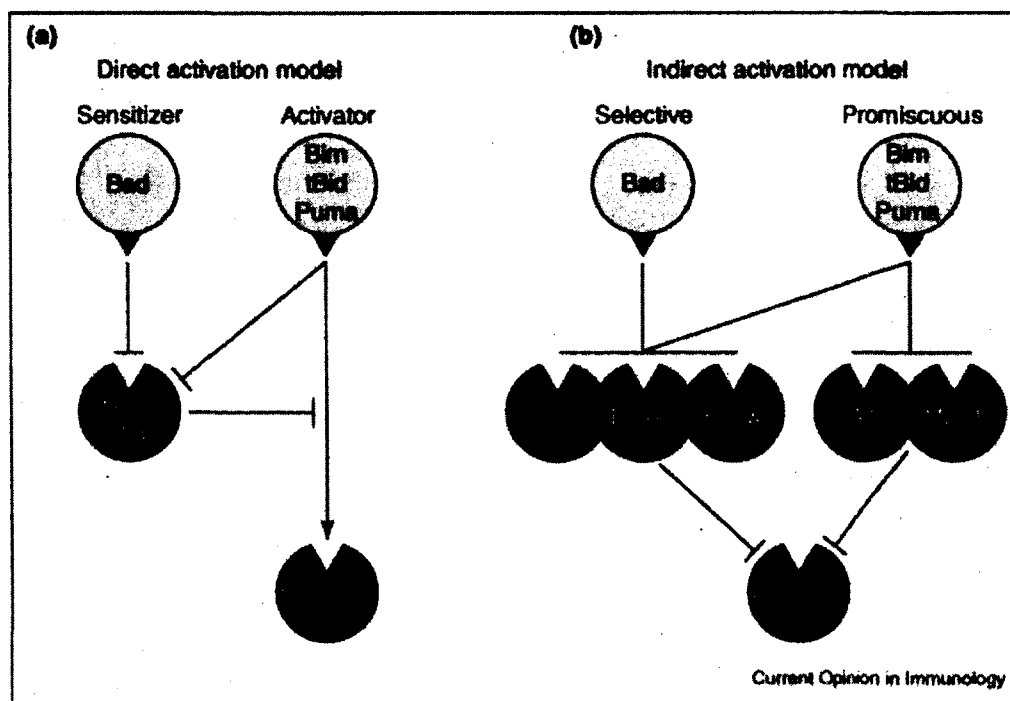 (a)
Direct activation model
Sensitizer
Activator
Bad
Bim
tBid
Puma
(b)
Indirect activation model
Selective
Promiscuous
Bad
Bim
tBid
Puma
Current Opinion in Immunology